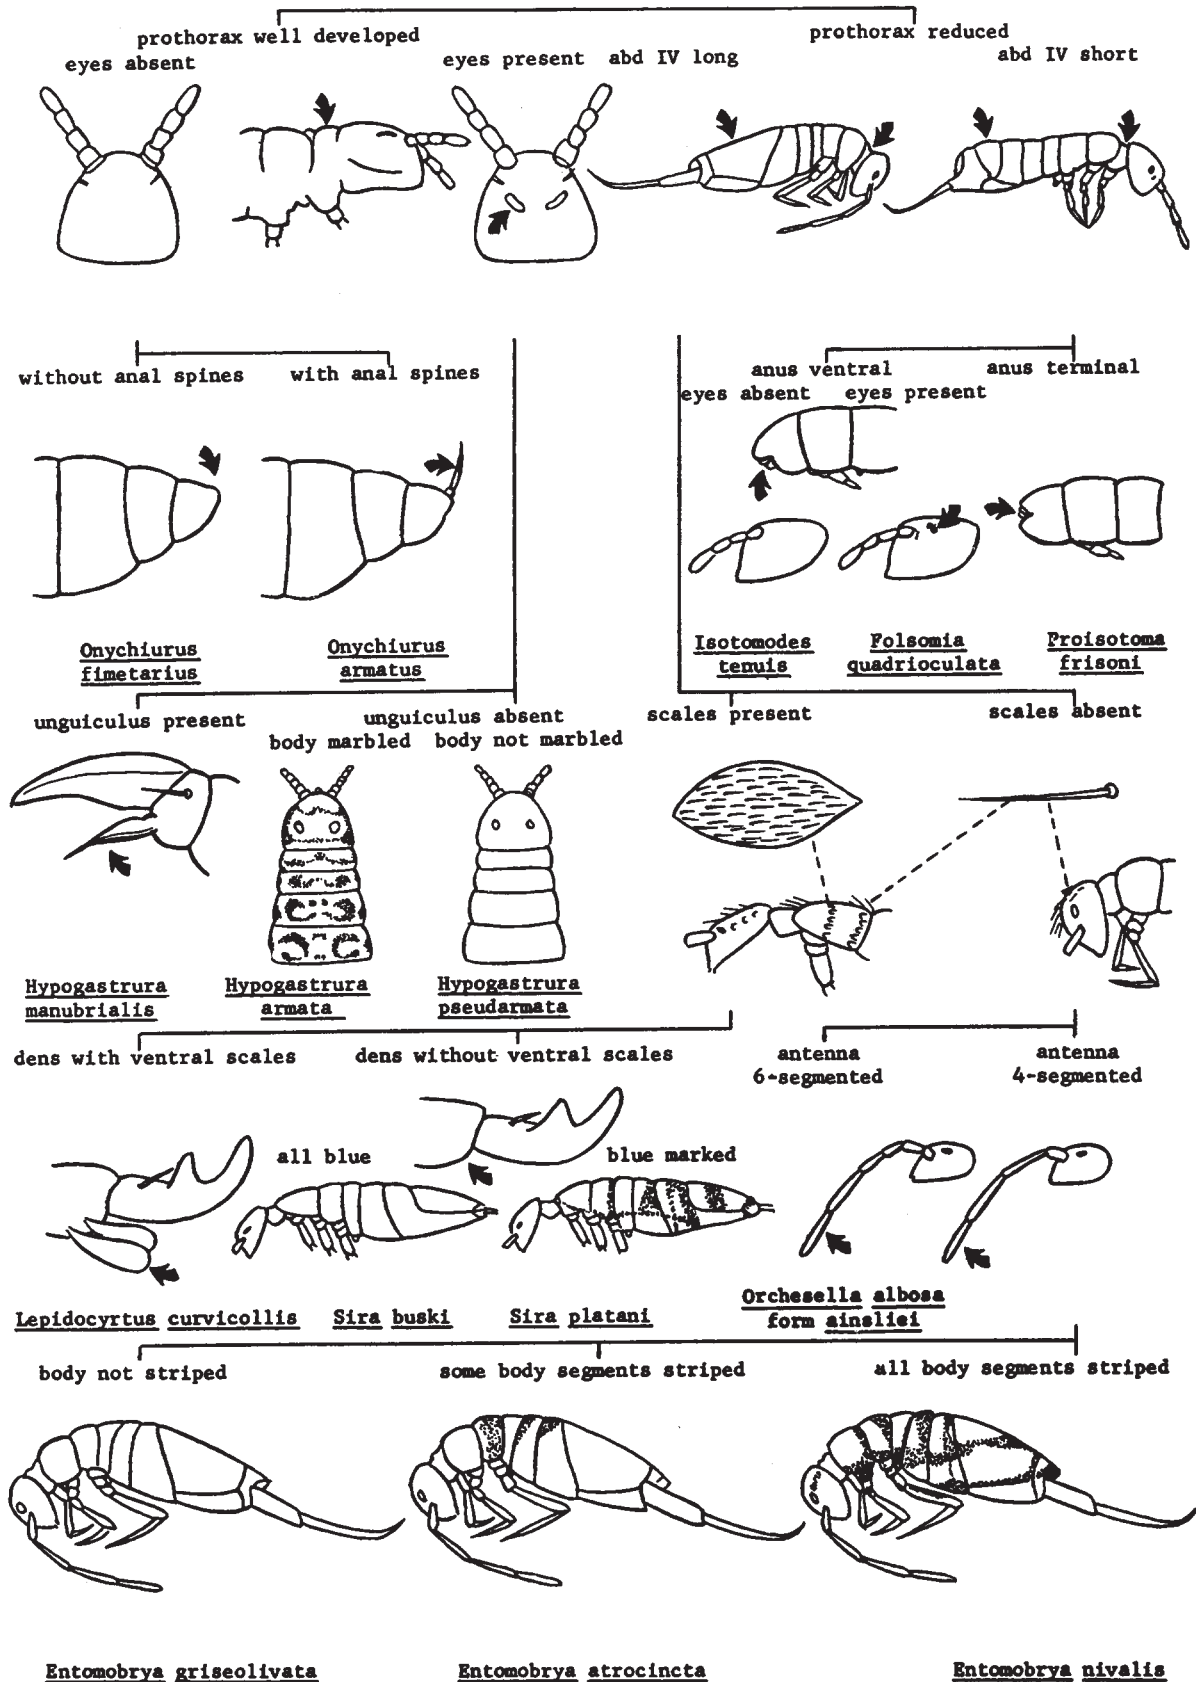 prothorax well developed
prothorax reduced
eyes absent
eyes present
abd IV long
abd IV short
without anal spines
with anal spines
anus ventral
anus terminal
eyes absent
eyes present
Onychiurus
fimetarius
Onychiurus
armatus
Isotomodes
tenuis
Folsomia
quadrioculata
Proisotoma
frisoni
unguiculus present
unguiculus absent
body marbled
body not marbled
scales present
scales absent
Hypogastrura
manubrialis
Hypogastrura
armata
Hypogastrura
pseudarmata
dens with ventral scales
dens without ventral scales
antenna
6-segmented
antenna
4-segmented
all blue
blue marked
Lepidocyrtus curvicollis
Sira buski
Sira platani
Orchesella albosa
form ainsliei
body not striped
some body segments striped
all body segments striped
Entomobrya griseolivata
Entomobrya atrocincta
Entomobrya nivalis